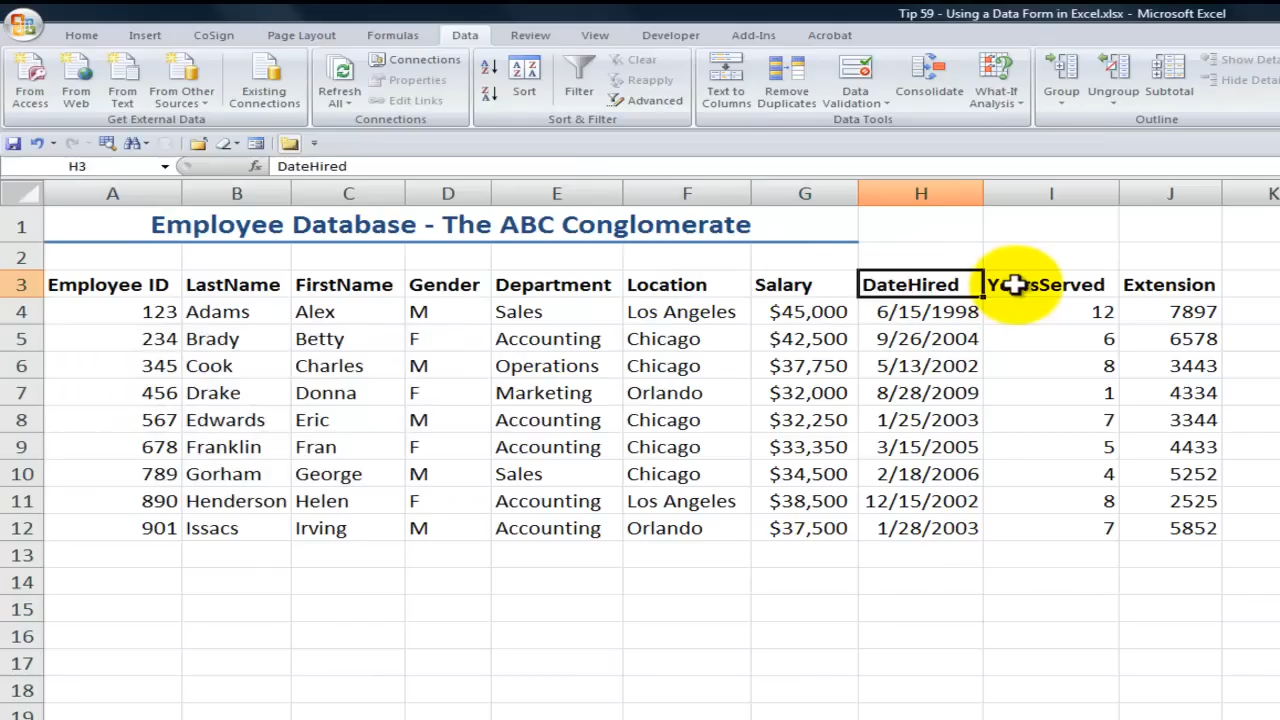 Tip 59 - Using a Data Form in Excel.xlsx - Microsoft Excel
Home Insert CoSign Page Layout Formulas Data Review View Developer Add-Ins Acrobat
From Access
From Web
From Text
From Other Sources
Existing Connections
Get External Data
Refresh All
Connections
Properties
Edit Links
Connections
Sort
Filter
Clear
Reapply
Advanced
Sort & Filter
Text to Columns
Remove Duplicates
Data Validation
Consolidate
What-If Analysis
Data Tools
Group
Ungroup
Subtotal
Show
Hide Detai
Outline
H3 fx DateHired
A B C D E F G H I J K
1 Employee Database - The ABC Conglomerate
2
3 Employee ID LastName FirstName Gender Department Location Salary DateHired YearsServed Extension
4 123 Adams Alex M Sales Los Angeles $45,000 6/15/1998 12 7897
5 234 Brady Betty F Accounting Chicago $42,500 9/26/2004 6 6578
6 345 Cook Charles M Operations Chicago $37,750 5/13/2002 8 3443
7 456 Drake Donna F Marketing Orlando $32,000 8/28/2009 1 4334
8 567 Edwards Eric M Accounting Chicago $32,250 1/25/2003 7 3344
9 678 Franklin Fran F Accounting Chicago $33,350 3/15/2005 5 4433
10 789 Gorham George M Sales Chicago $34,500 2/18/2006 4 5252
11 890 Henderson Helen F Accounting Los Angeles $38,500 12/15/2002 8 2525
12 901 Issacs Irving M Accounting Orlando $37,500 1/28/2003 7 5852
13
14
15
16
17
18
19